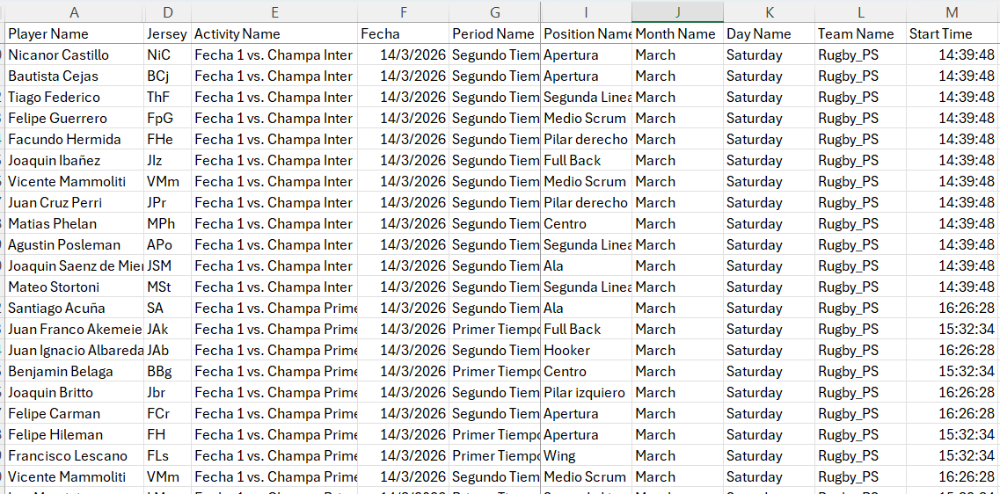 A D E F G I J K L M
Player Name Jersey Activity Name Fecha Period Name Position Name Month Name Day Name Team Name Start Time
Nicanor Castillo NiC Fecha 1 vs. Champa Inter 14/3/2026 Segundo Tiem Apertura March Saturday Rugby_PS 14:39:48
Bautista Cejas BCj Fecha 1 vs. Champa Inter 14/3/2026 Segundo Tiem Apertura March Saturday Rugby_PS 14:39:48
Tiago Federico ThF Fecha 1 vs. Champa Inter 14/3/2026 Segundo Tiem Segunda Linea March Saturday Rugby_PS 14:39:48
Felipe Guerrero FpG Fecha 1 vs. Champa Inter 14/3/2026 Segundo Tiem Medio Scrum March Saturday Rugby_PS 14:39:48
Facundo Hermida FHe Fecha 1 vs. Champa Inter 14/3/2026 Segundo Tiem Pilar derecho March Saturday Rugby_PS 14:39:48
Joaquin Ibañez JIz Fecha 1 vs. Champa Inter 14/3/2026 Segundo Tiem Full Back March Saturday Rugby_PS 14:39:48
Vicente Mammoliti VMm Fecha 1 vs. Champa Inter 14/3/2026 Segundo Tiem Medio Scrum March Saturday Rugby_PS 14:39:48
Juan Cruz Perri JPr Fecha 1 vs. Champa Inter 14/3/2026 Segundo Tiem Pilar derecho March Saturday Rugby_PS 14:39:48
Matias Phelan MPh Fecha 1 vs. Champa Inter 14/3/2026 Segundo Tiem Centro March Saturday Rugby_PS 14:39:48
Agustin Posleman APo Fecha 1 vs. Champa Inter 14/3/2026 Segundo Tiem Segunda Linea March Saturday Rugby_PS 14:39:48
Joaquin Saenz de Mier JSM Fecha 1 vs. Champa Inter 14/3/2026 Segundo Tiem Ala March Saturday Rugby_PS 14:39:48
Mateo Stortoni MSt Fecha 1 vs. Champa Inter 14/3/2026 Segundo Tiem Segunda Linea March Saturday Rugby_PS 14:39:48
Santiago Acuña SA Fecha 1 vs. Champa Prime 14/3/2026 Segundo Tiem Ala March Saturday Rugby_PS 16:26:28
Juan Franco Akemeie JAk Fecha 1 vs. Champa Prime 14/3/2026 Primer Tiempo Full Back March Saturday Rugby_PS 15:32:34
Juan Ignacio Albareda JAb Fecha 1 vs. Champa Prime 14/3/2026 Segundo Tiem Hooker March Saturday Rugby_PS 16:26:28
Benjamin Belaga BBg Fecha 1 vs. Champa Prime 14/3/2026 Primer Tiempo Centro March Saturday Rugby_PS 15:32:34
Joaquin Britto Jbr Fecha 1 vs. Champa Prime 14/3/2026 Segundo Tiem Pilar izquiero March Saturday Rugby_PS 16:26:28
Felipe Carman FCr Fecha 1 vs. Champa Prime 14/3/2026 Segundo Tiem Apertura March Saturday Rugby_PS 16:26:28
Felipe Hileman FH Fecha 1 vs. Champa Prime 14/3/2026 Primer Tiempo Apertura March Saturday Rugby_PS 15:32:34
Francisco Lescano FLs Fecha 1 vs. Champa Prime 14/3/2026 Primer Tiempo Wing March Saturday Rugby_PS 15:32:34
Vicente Mammoliti VMm Fecha 1 vs. Champa Prime 14/3/2026 Segundo Tiem Medio Scrum March Saturday Rugby_PS 16:26:28